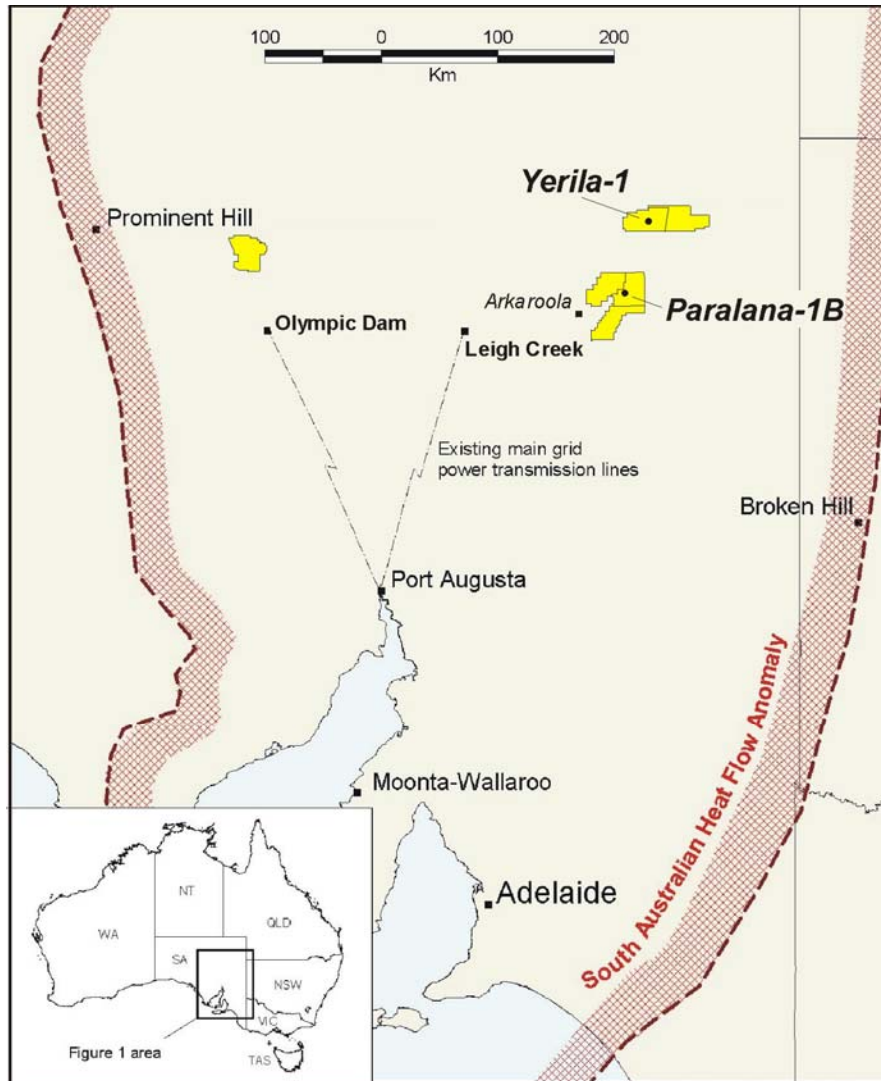 100 0 100 200
Km
Yerila-1
Prominent Hill
Arkaroola
Paralana-1B
Olympic Dam
Leigh Creek
Existing main grid
power transmission lines
Broken Hill
Port Augusta
South Australian Heat Flow Anomaly
Moonta-Wallaroo
Adelaide
NT
WA
QLD
SA
NSW
VIC
Figure 1 area
TAS